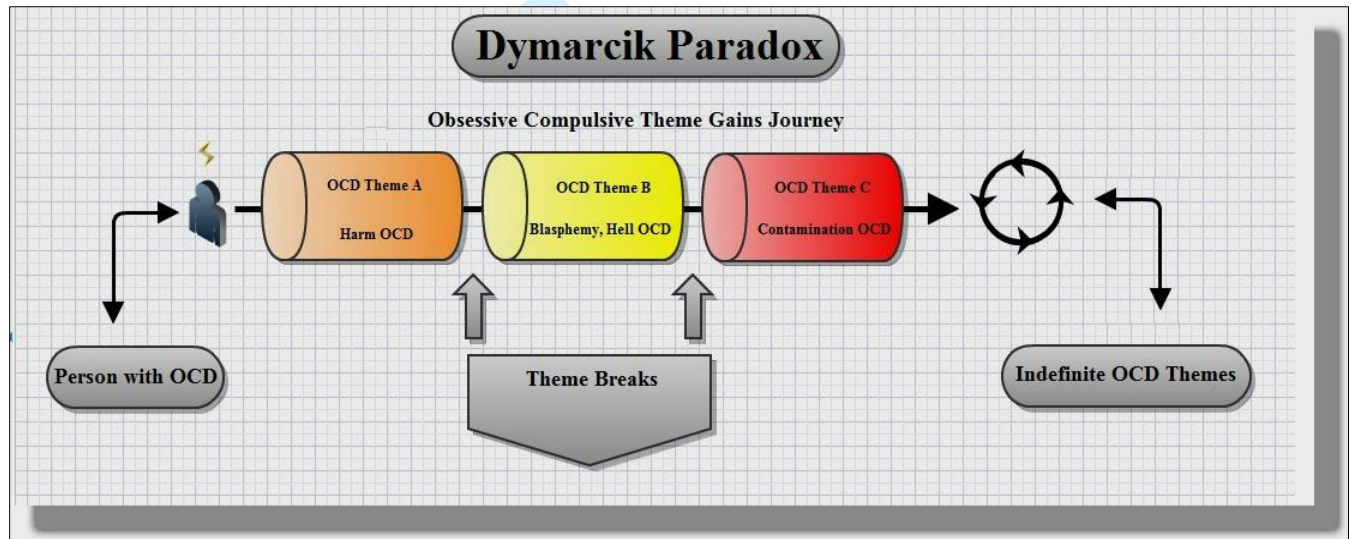 Dymarcik Paradox
Obsessive Compulsive Theme Gains Journey
OCD Theme A
Harm OCD
OCD Theme B
Blasphemy, Hell OCD
OCD Theme C
Contamination OCD
Person with OCD
Theme Breaks
Indefinite OCD Themes